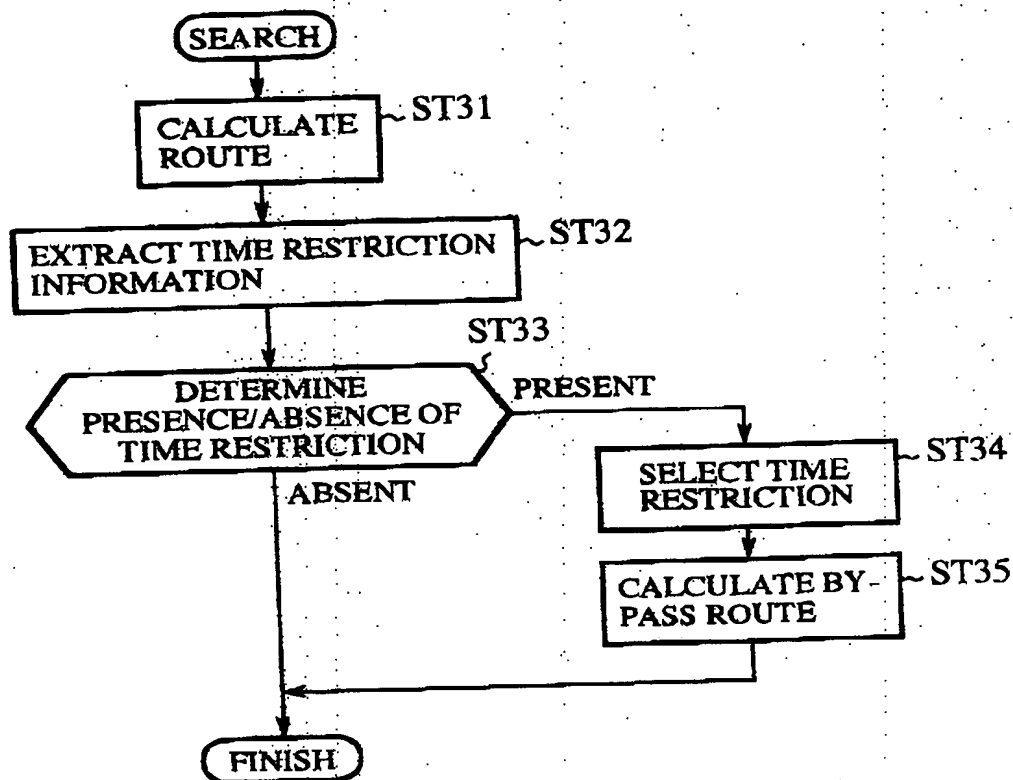 SEARCH
CALCULATE
ROUTE
ST31
EXTRACT TIME RESTRICTION
INFORMATION
ST32
ST33
DETERMINE
PRESENCE/ABSENCE OF
TIME RESTRICTION
PRESENT
ABSENT
SELECT TIME
RESTRICTION
ST34
CALCULATE BY-
PASS ROUTE
ST35
FINISH